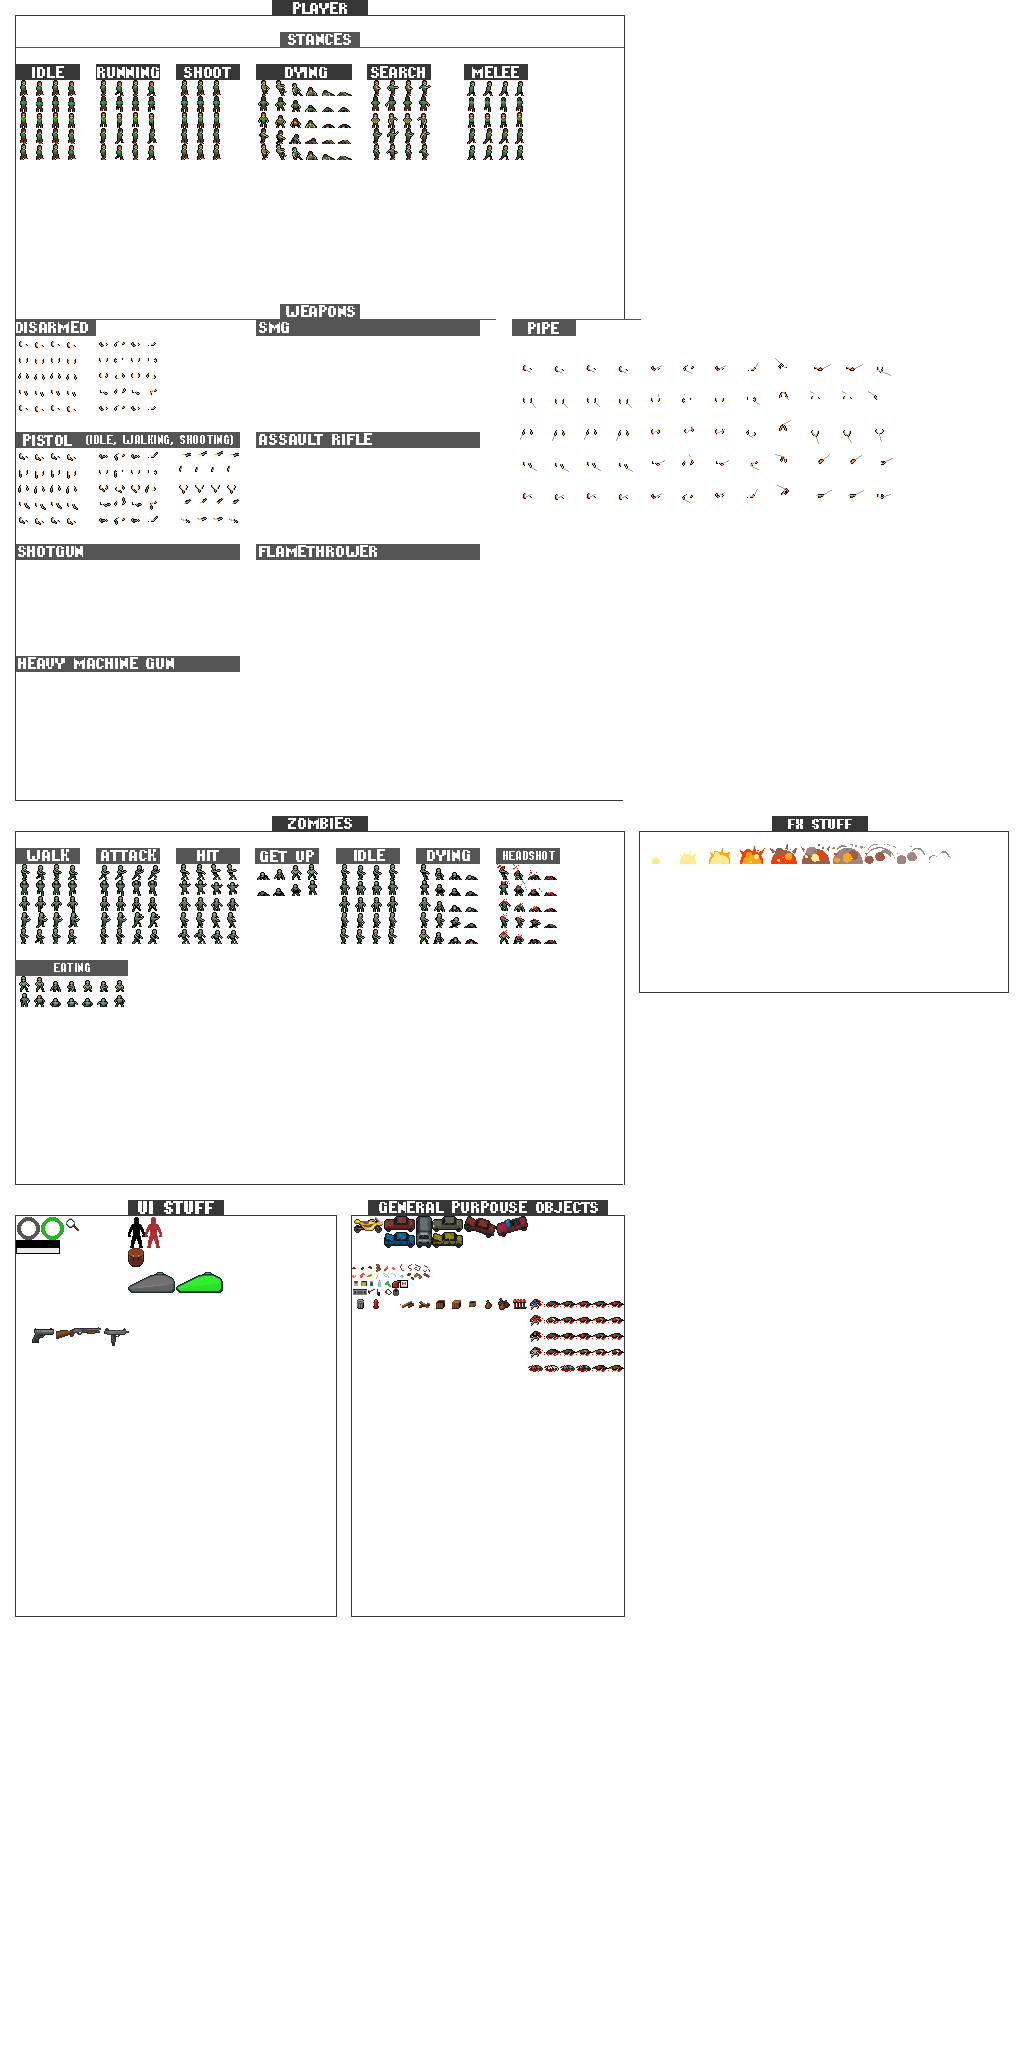 PLAYER
STANCES
IDLE RUNNING SHOOT DYING SEARCH MELEE
WEAPONS
DISARMED SMG PIPE
PISTOL (IDLE, WALKING, SHOOTING) ASSAULT RIFLE
SHOTGUN FLAMETHROWER
HEAVY MACHINE GUN
ZOMBIES FX STUFF
WALK ATTACK HIT GET UP IDLE DYING HEADSHOT
EATING
UI STUFF GENERAL PURPOUSE OBJECTS